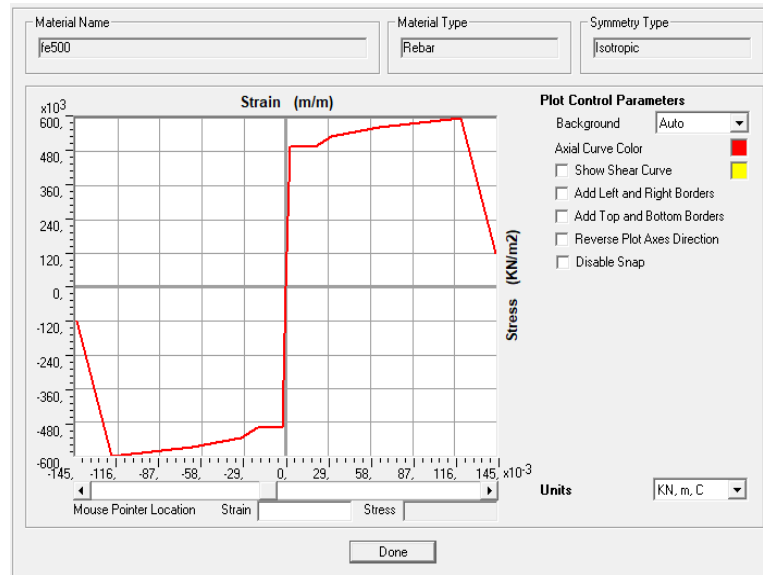 Material Name
fe500
Material Type
Rebar
Symmetry Type
Isotropic
x10³
Strain (m/m)
600,
480,
360,
240,
120,
0,
-120,
-240,
-360,
-480,
-600,
-145, -116, -87, -58, -29, 0, 29, 58, 87, 116, 145, x10-3
Stress (KN/m2)
Mouse Pointer Location Strain Stress
Plot Control Parameters
Background Auto
Axial Curve Color
Show Shear Curve
Add Left and Right Borders
Add Top and Bottom Borders
Reverse Plot Axes Direction
Disable Snap
Units KN, m, C
Done